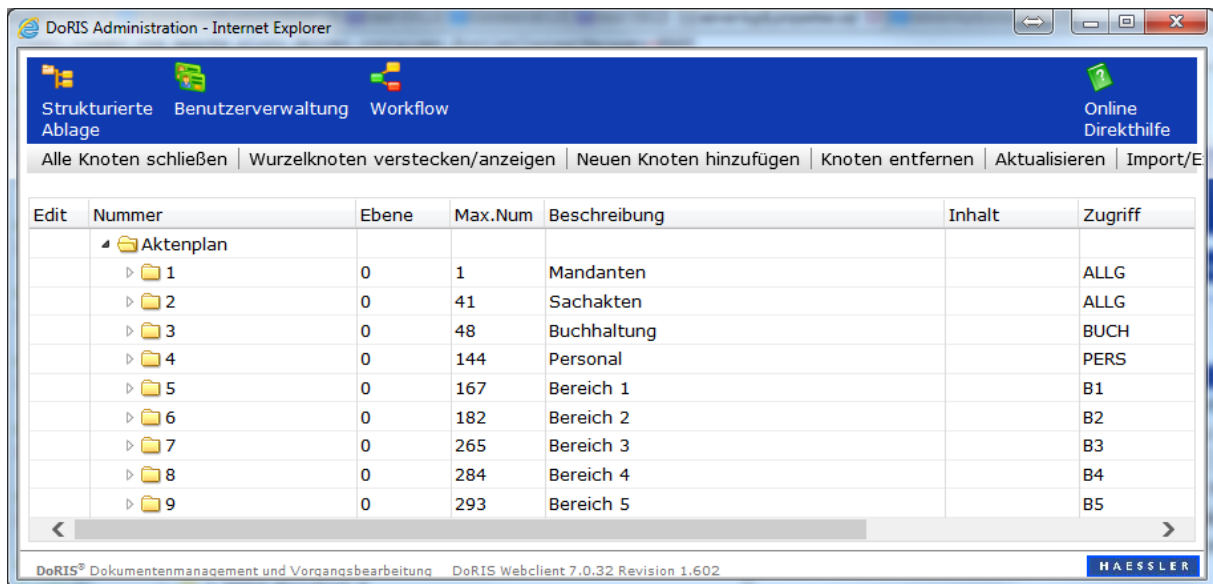 DoRIS Administration - Internet Explorer
Strukturierte Ablage Benutzerverwaltung Workflow Online Direkthilfe
Alle Knoten schließen | Wurzelknoten verstecken/anzeigen | Neuen Knoten hinzufügen | Knoten entfernen | Aktualisieren | Import/E
Edit Nummer Ebene Max.Num Beschreibung Inhalt Zugriff
Aktenplan
1 0 1 Mandanten ALLG
2 0 41 Sachakten ALLG
3 0 48 Buchhaltung BUCH
4 0 144 Personal PERS
5 0 167 Bereich 1 B1
6 0 182 Bereich 2 B2
7 0 265 Bereich 3 B3
8 0 284 Bereich 4 B4
9 0 293 Bereich 5 B5
DoRIS® Dokumentenmanagement und Vorgangsbearbeitung DoRIS Webclient 7.0.32 Revision 1.602 HAESSLER